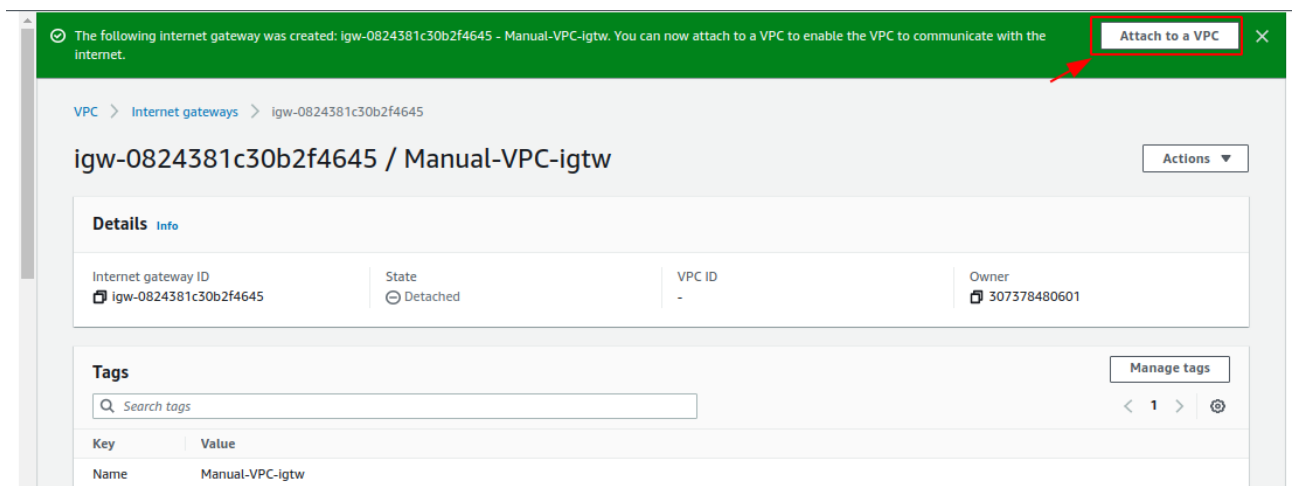 The following internet gateway was created: igw-0824381c30b2f4645 - Manual-VPC-igtw. You can now attach to a VPC to enable the VPC to communicate with the
internet.
Attach to a VPC
VPC > Internet gateways > igw-0824381c30b2f4645
igw-0824381c30b2f4645 / Manual-VPC-igtw
Actions
Details Info
Internet gateway ID
igw-0824381c30b2f4645
State
Detached
VPC ID
-
Owner
307378480601
Tags
Manage tags
Search tags
1
Key Value
Name Manual-VPC-igtw